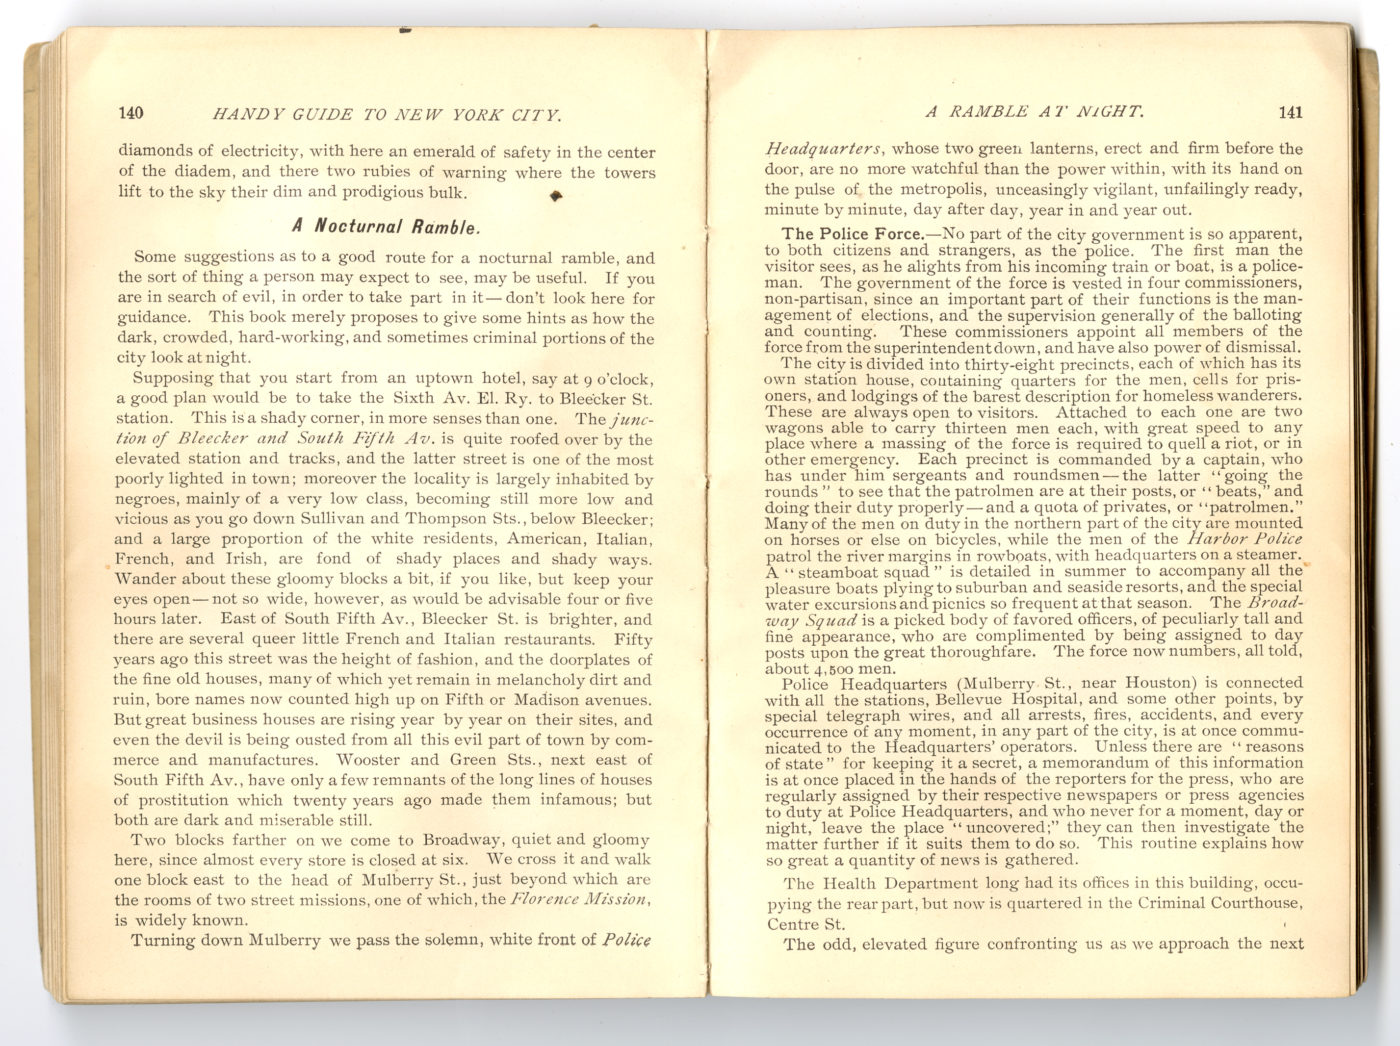 140 HANDY GUIDE TO NEW YORK CITY.
diamonds of electricity, with here an emerald of safety in the center
of the diadem, and there two rubies of warning where the towers
lift to the sky their dim and prodigious bulk.
A Nocturnal Ramble.
Some suggestions as to a good route for a nocturnal ramble, and
the sort of thing a person may expect to see, may be useful. If you
are in search of evil, in order to take part in it—don't look here for
guidance. This book merely proposes to give some hints as how the
dark, crowded, hard-working, and sometimes criminal portions of the
city look at night.
Supposing that you start from an uptown hotel, say at 9 o'clock,
a good plan would be to take the Sixth Av. El. Ry. to Bleecker St.
station. This is a shady corner, in more senses than one. The junc-
tion of Bleecker and South Fifth Av. is quite roofed over by the
elevated station and tracks, and the latter street is one of the most
poorly lighted in town; moreover the locality is largely inhabited by
negroes, mainly of a very low class, becoming still more low and
vicious as you go down Sullivan and Thompson Sts., below Bleecker;
and a large proportion of the white residents, American, Italian,
French, and Irish, are fond of shady places and shady ways.
Wander about these gloomy blocks a bit, if you like, but keep your
eyes open—not so wide, however, as would be advisable four or five
hours later. East of South Fifth Av., Bleecker St. is brighter, and
there are several queer little French and Italian restaurants. Fifty
years ago this street was the height of fashion, and the doorplates of
the fine old houses, many of which yet remain in melancholy dirt and
ruin, bore names now counted high up on Fifth or Madison avenues.
But great business houses are rising year by year on their sites, and
even the devil is being ousted from all this evil part of town by com-
merce and manufactures. Wooster and Green Sts., next east of
South Fifth Av., have only a few remnants of the long lines of houses
of prostitution which twenty years ago made them infamous; but
both are dark and miserable still.
Two blocks farther on we come to Broadway, quiet and gloomy
here, since almost every store is closed at six. We cross it and walk
one block east to the head of Mulberry St., just beyond which are
the rooms of two street missions, one of which, the Florence Mission,
is widely known.
Turning down Mulberry we pass the solemn, white front of Police
A RAMBLE AT NIGHT. 141
Headquarters, whose two green lanterns, erect and firm before the
door, are no more watchful than the power within, with its hand on
the pulse of the metropolis, unceasingly vigilant, unfailingly ready,
minute by minute, day after day, year in and year out.
The Police Force.—No part of the city government is so apparent,
to both citizens and strangers, as the police. The first man the
visitor sees, as he alights from his incoming train or boat, is a police-
man. The government of the force is vested in four commissioners,
non-partisan, since an important part of their functions is the man-
agement of elections, and the supervision generally of the balloting
and counting. These commissioners appoint all members of the
force from the superintendent down, and have also power of dismissal.
The city is divided into thirty-eight precincts, each of which has its
own station house, containing quarters for the men, cells for pris-
oners, and lodgings of the barest description for homeless wanderers.
These are always open to visitors. Attached to each one are two
wagons able to carry thirteen men each, with great speed to any
place where a massing of the force is required to quell a riot, or in
other emergency. Each precinct is commanded by a captain, who
has under him sergeants and roundsmen—the latter "going the
rounds" to see that the patrolmen are at their posts, or "beats," and
doing their duty properly—and a quota of privates, or "patrolmen."
Many of the men on duty in the northern part of the city are mounted
on horses or else on bicycles, while the men of the Harbor Police
patrol the river margins in rowboats, with headquarters on a steamer.
A "steamboat squad" is detailed in summer to accompany all the
pleasure boats plying to suburban and seaside resorts, and the special
water excursions and picnics so frequent at that season. The Broad-
way Squad is a picked body of favored officers, of peculiarly tall and
fine appearance, who are complimented by being assigned to day
posts upon the great thoroughfare. The force now numbers, all told,
about 4,500 men.
Police Headquarters (Mulberry St., near Houston) is connected
with all the stations, Bellevue Hospital, and some other points, by
special telegraph wires, and all arrests, fires, accidents, and every
occurrence of any moment, in any part of the city, is at once commu-
nicated to the Headquarters' operators. Unless there are "reasons
of state" for keeping it a secret, a memorandum of this information
is at once placed in the hands of the reporters for the press, who are
regularly assigned by their respective newspapers or press agencies
to duty at Police Headquarters, and who never for a moment, day or
night, leave the place "uncovered;" they can then investigate the
matter further if it suits them to do so. This routine explains how
so great a quantity of news is gathered.
The Health Department long had its offices in this building, occu-
pying the rear part, but now is quartered in the Criminal Courthouse,
Centre St.
The odd, elevated figure confronting us as we approach the next